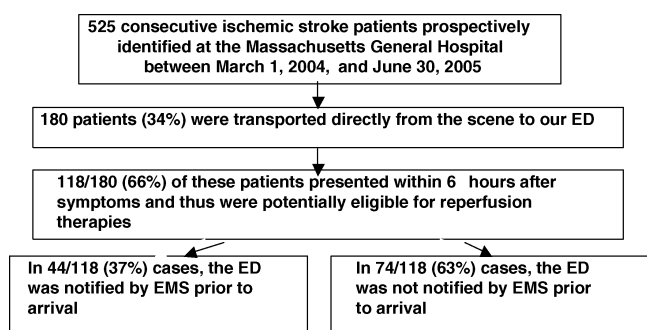 525 consecutive ischemic stroke patients prospectively
identified at the Massachusetts General Hospital
between March 1, 2004, and June 30, 2005
180 patients (34%) were transported directly from the scene to our ED
118/180 (66%) of these patients presented within 6 hours after
symptoms and thus were potentially eligible for reperfusion
therapies
In 44/118 (37%) cases, the ED
was notified by EMS prior to
arrival
In 74/118 (63%) cases, the ED
was not notified by EMS prior
to arrival